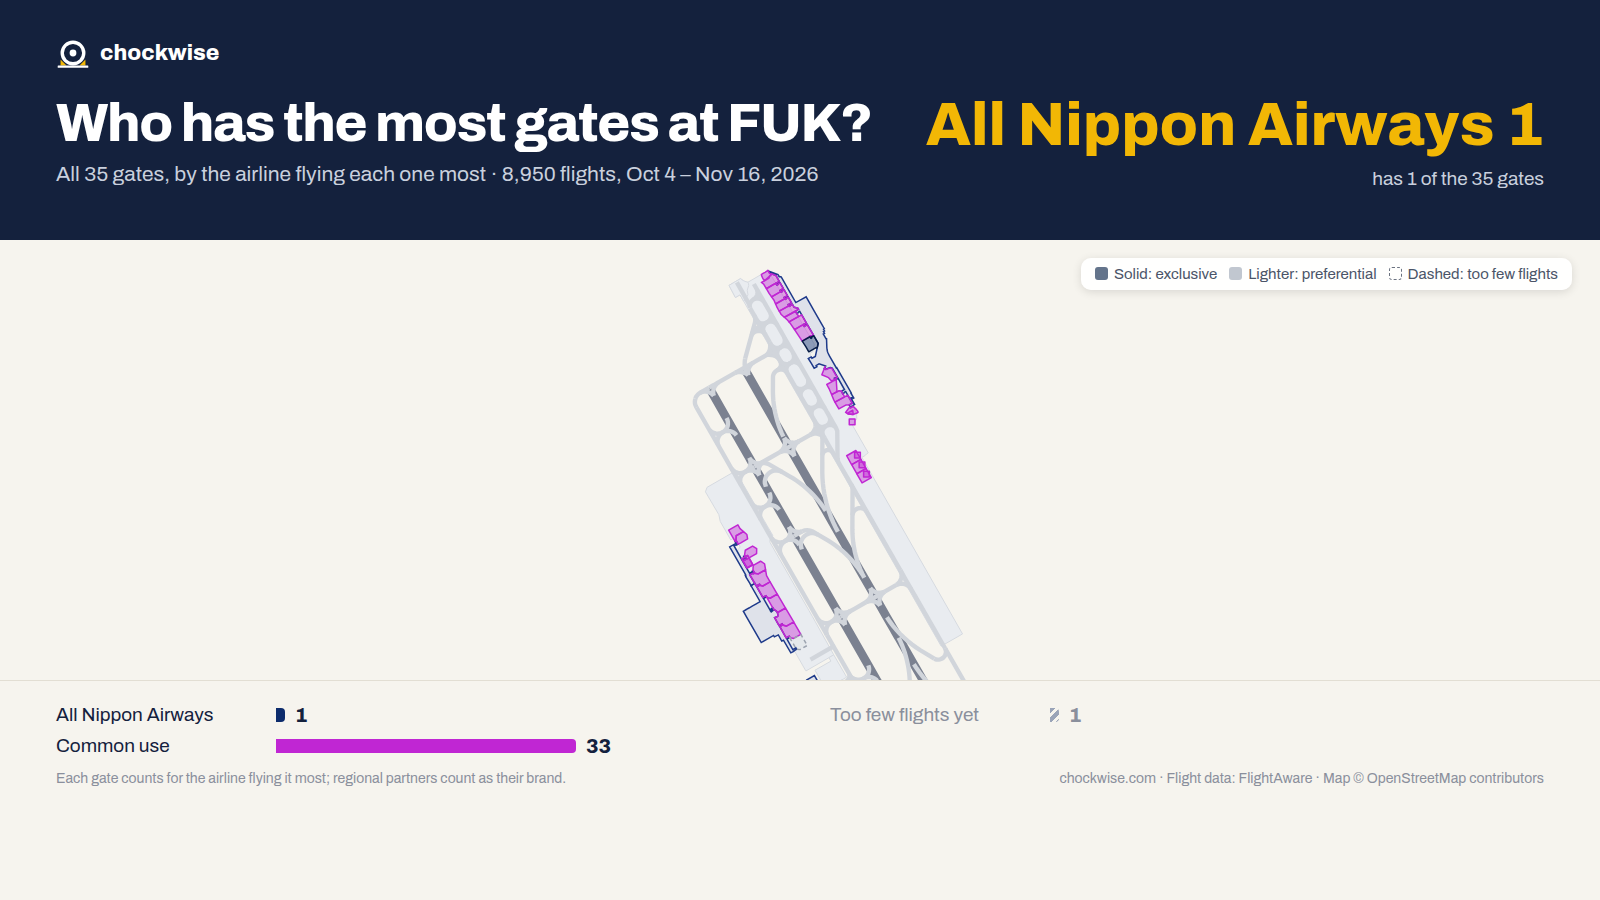 chockwise
Who has the most gates at FUK?
All Nippon Airways 1
All 35 gates, by the airline flying each one most · 8,950 flights, Oct 4 – Nov 16, 2026
has 1 of the 35 gates
Solid: exclusive
Lighter: preferential
Dashed: too few flights
All Nippon Airways 1
Common use 33
Too few flights yet 1
Each gate counts for the airline flying it most; regional partners count as their brand.
chockwise.com · Flight data: FlightAware · Map © OpenStreetMap contributors